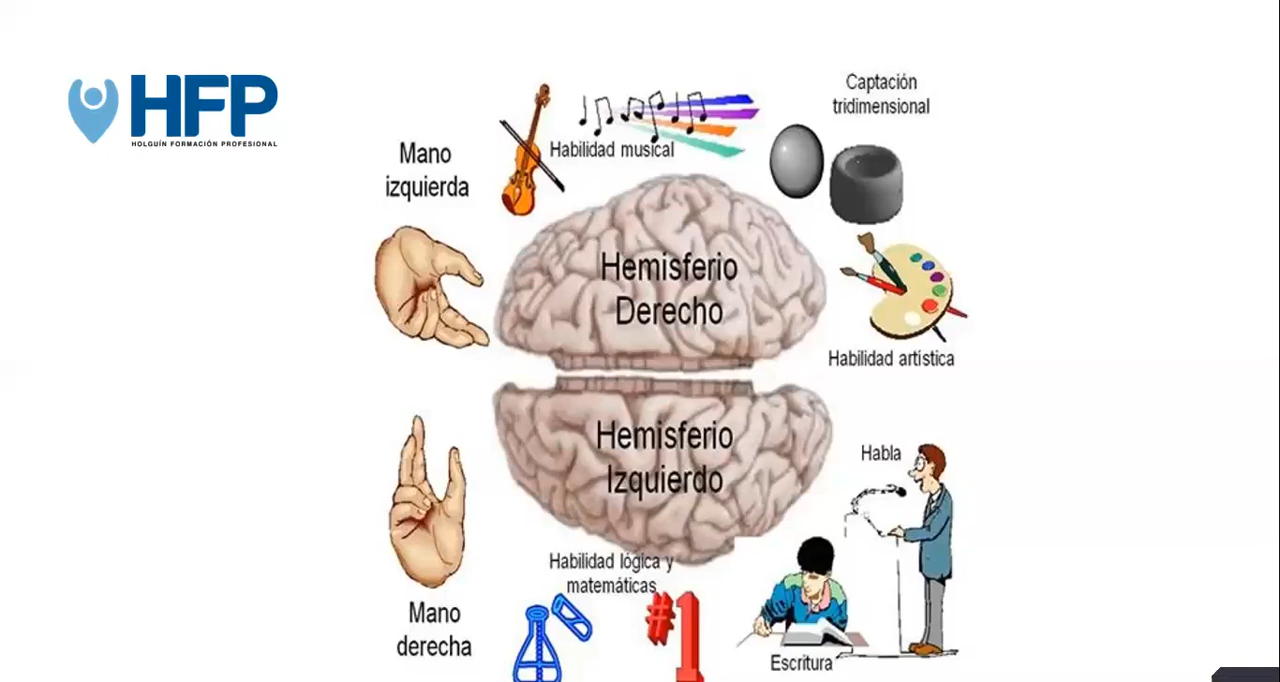 HFP
HOLGUÍN FORMACIÓN PROFESIONAL
Captación
tridimensional
Habilidad musical
Mano
izquierda
Hemisferio
Derecho
Habilidad artística
Hemisferio
Izquierdo
Habla
Habilidad lógica y
matemáticas
#1
Mano
derecha
Escritura